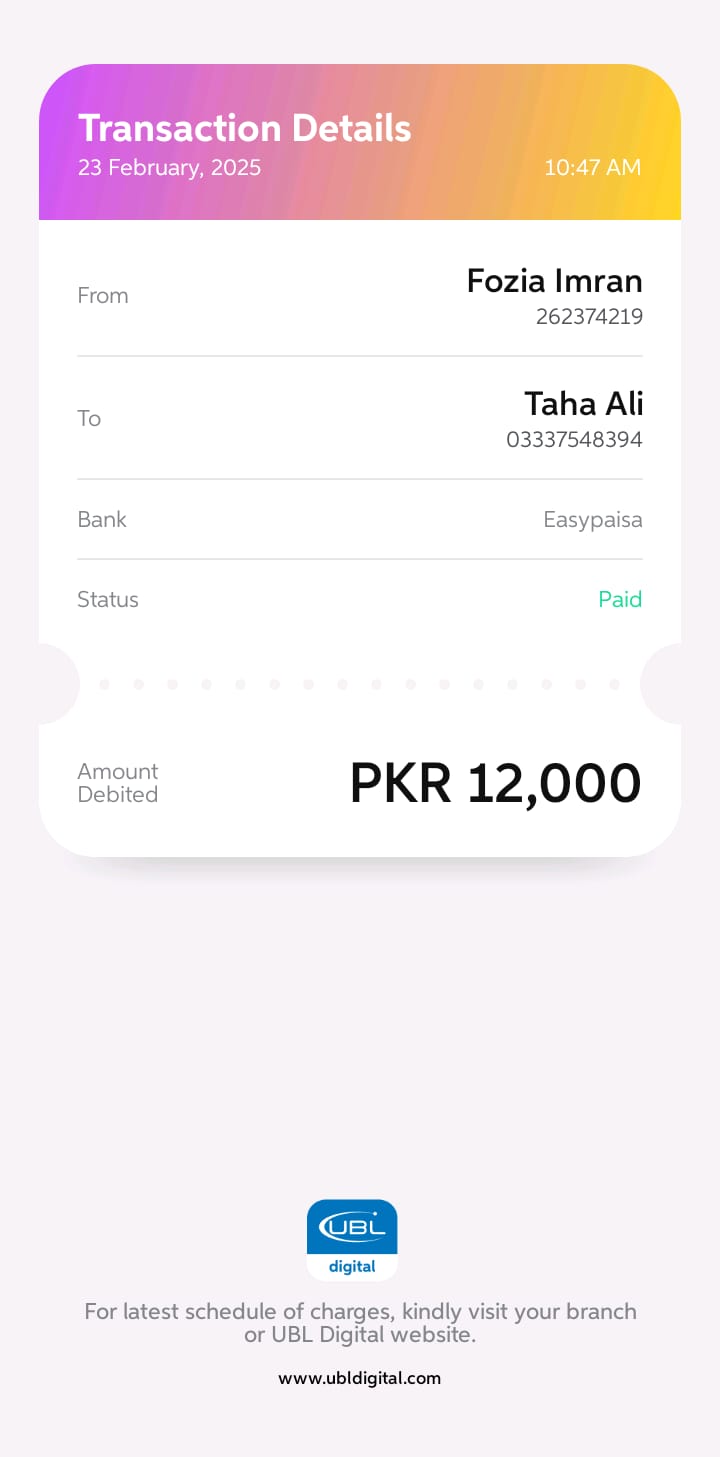 Transaction Details
23 February, 2025 10:47 AM
From
Fozia Imran
262374219
To
Taha Ali
03337548394
Bank Easypaisa
Status Paid
Amount
Debited
PKR 12,000
UBL
digital
For latest schedule of charges, kindly visit your branch
or UBL Digital website.
www.ubldigital.com